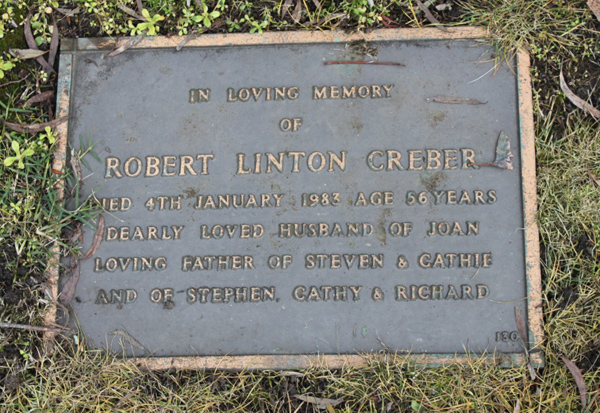 IN LOVING MEMORY
OF
ROBERT LINTON CREBER
DIED 4TH JANUARY 1983 AGE 56 YEARS
DEARLY LOVED HUSBAND OF JOAN
LOVING FATHER OF STEVEN & CATHIE
AND OF STEPHEN, CATHY & RICHARD
130